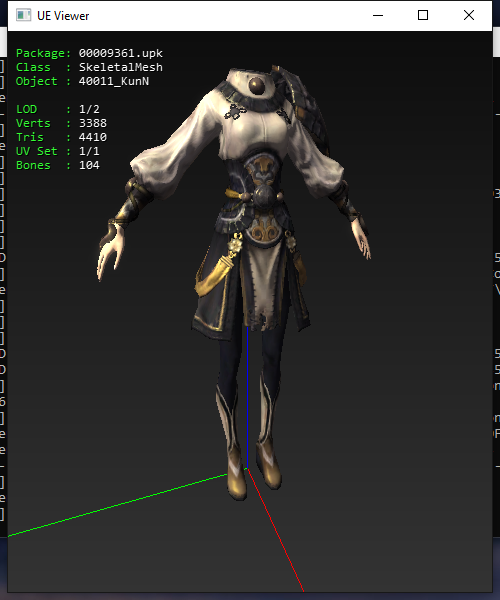 UE Viewer
Package: 00009361.upk
Class  : SkeletalMesh
Object : 40011_KunN
LOD    : 1/2
Verts  : 3388
Tris   : 4410
UV Set : 1/1
Bones  : 104